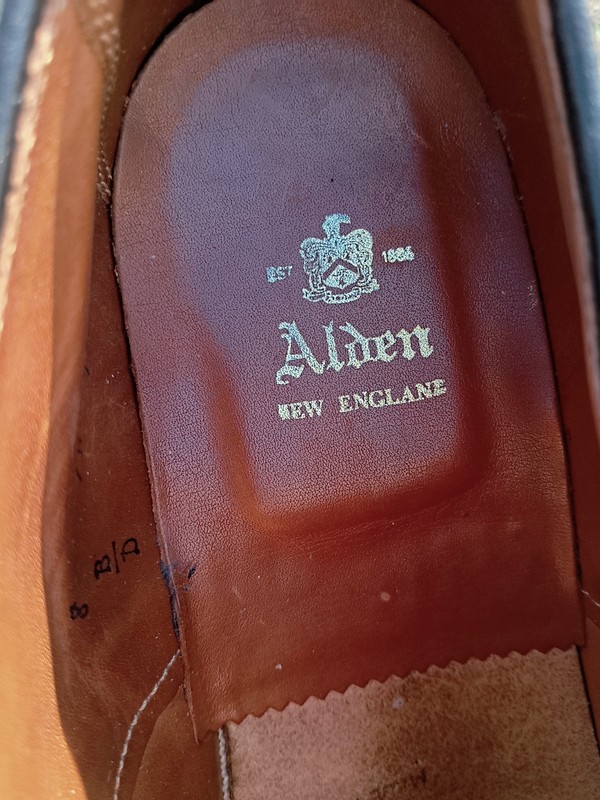 EST 1884
Alden
NEW ENGLAND
8 B/D